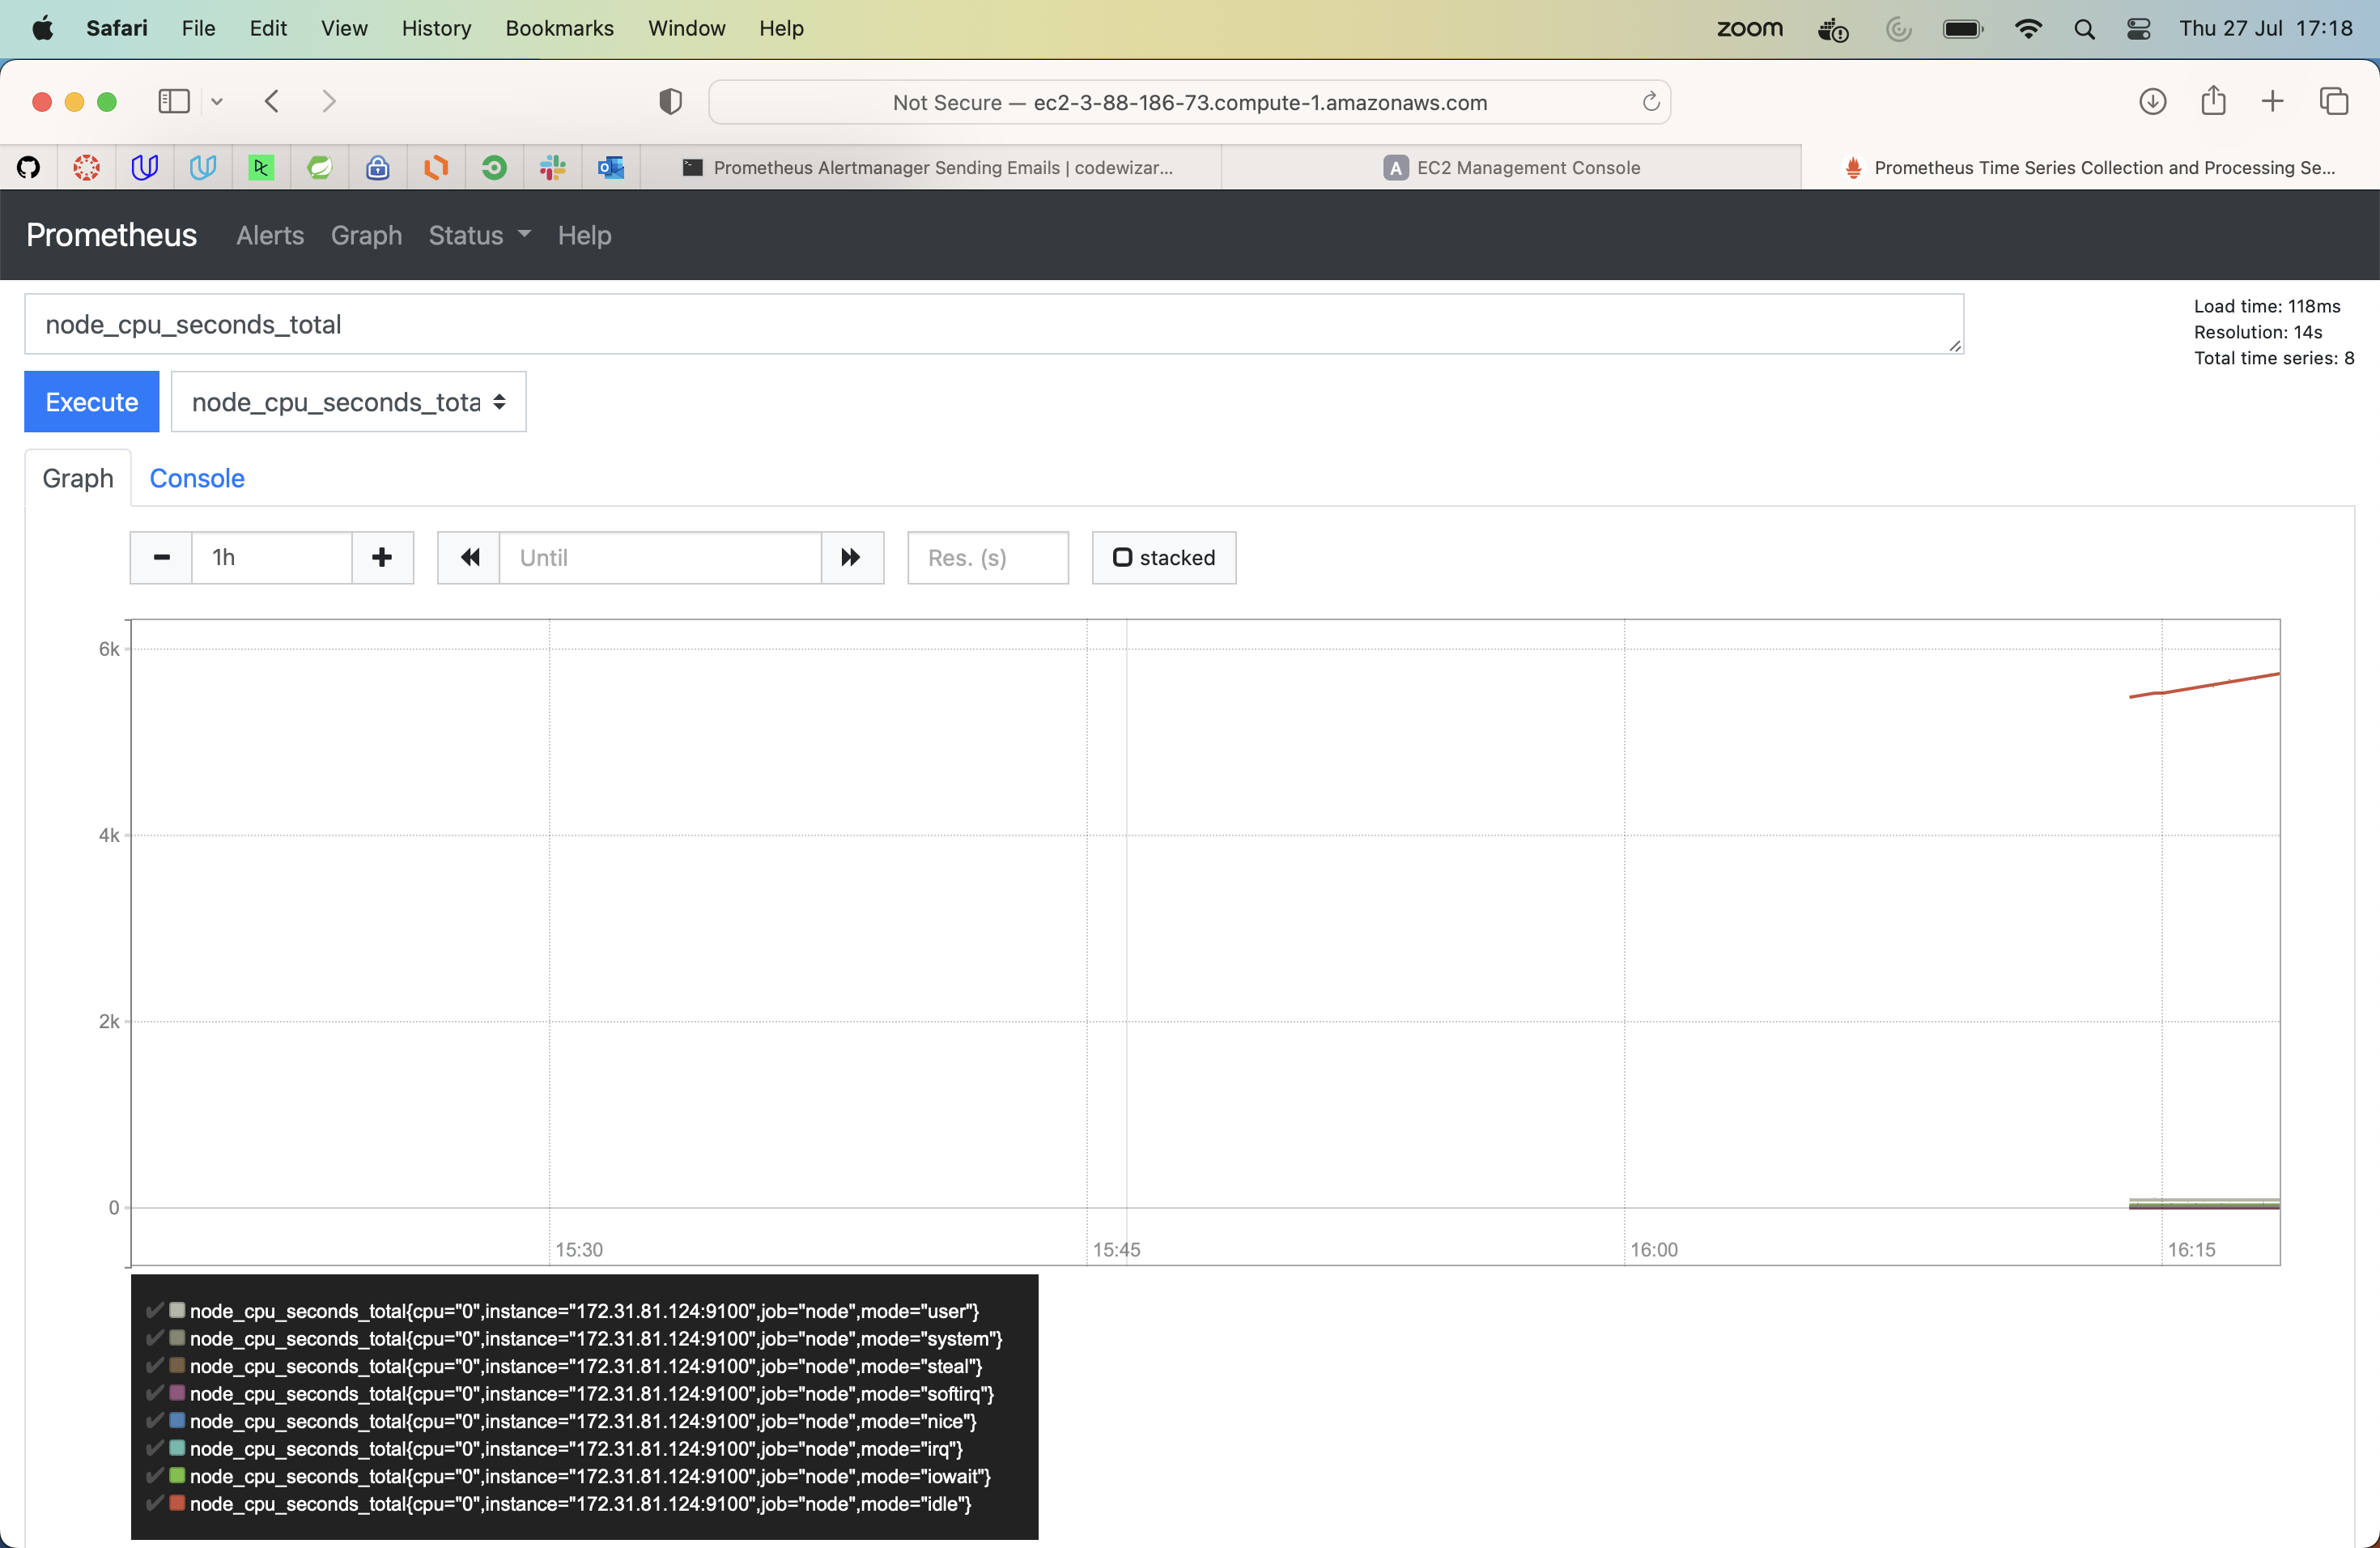 Safari File Edit View History Bookmarks Window Help zoom Thu 27 Jul 17:18
Not Secure — ec2-3-88-186-73.compute-1.amazonaws.com
Prometheus Alertmanager Sending Emails | codewizar... A EC2 Management Console Prometheus Time Series Collection and Processing Se...
Prometheus Alerts Graph Status Help
node_cpu_seconds_total
Load time: 118ms
Resolution: 14s
Total time series: 8
Execute node_cpu_seconds_tota
Graph Console
1h Until Res. (s) stacked
6k
4k
2k
0
15:30 15:45 16:00 16:15
node_cpu_seconds_total{cpu="0",instance="172.31.81.124:9100",job="node",mode="user"}
node_cpu_seconds_total{cpu="0",instance="172.31.81.124:9100",job="node",mode="system"}
node_cpu_seconds_total{cpu="0",instance="172.31.81.124:9100",job="node",mode="steal"}
node_cpu_seconds_total{cpu="0",instance="172.31.81.124:9100",job="node",mode="softirq"}
node_cpu_seconds_total{cpu="0",instance="172.31.81.124:9100",job="node",mode="nice"}
node_cpu_seconds_total{cpu="0",instance="172.31.81.124:9100",job="node",mode="irq"}
node_cpu_seconds_total{cpu="0",instance="172.31.81.124:9100",job="node",mode="iowait"}
node_cpu_seconds_total{cpu="0",instance="172.31.81.124:9100",job="node",mode="idle"}